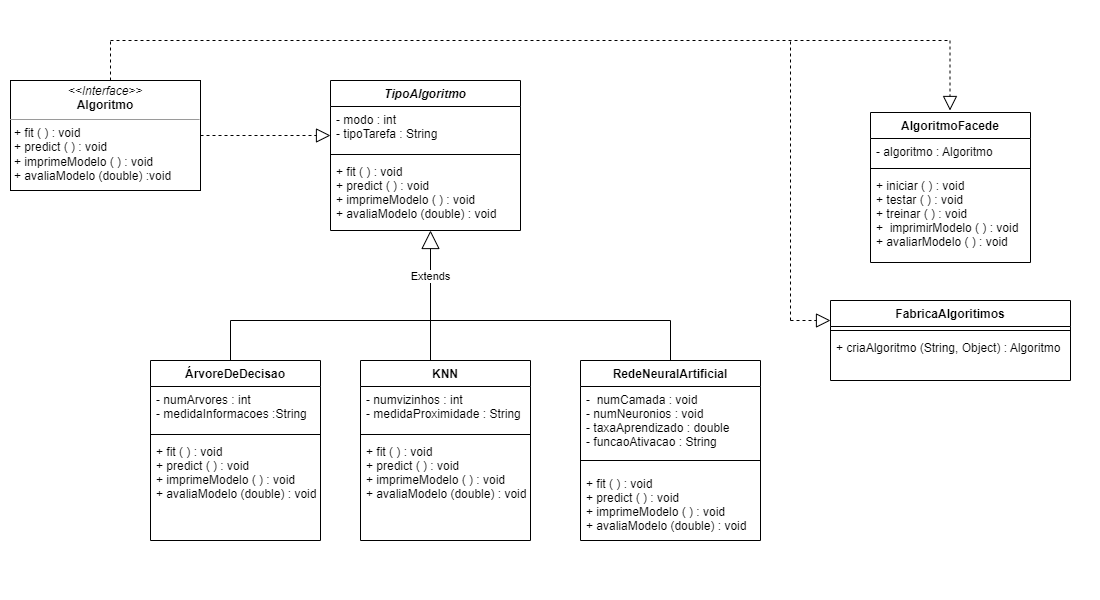 <<Interface>>
Algoritmo
+ fit ( ) : void
+ predict ( ) : void
+ imprimeModelo ( ) : void
+ avaliaModelo (double) :void
TipoAlgoritmo
- modo : int
- tipoTarefa : String
+ fit ( ) : void
+ predict ( ) : void
+ imprimeModelo ( ) : void
+ avaliaModelo (double) : void
AlgoritmoFacede
- algoritmo : Algoritmo
+ iniciar ( ) : void
+ testar ( ) : void
+ treinar ( ) : void
+ imprimirModelo ( ) : void
+ avaliarModelo ( ) : void
Extends
FabricaAlgoritimos
+ criaAlgoritmo (String, Object) : Algoritmo
ÁrvoreDeDecisao
- numArvores : int
- medidaInformacoes :String
+ fit ( ) : void
+ predict ( ) : void
+ imprimeModelo ( ) : void
+ avaliaModelo (double) : void
KNN
- numvizinhos : int
- medidaProximidade : String
+ fit ( ) : void
+ predict ( ) : void
+ imprimeModelo ( ) : void
+ avaliaModelo (double) : void
RedeNeuralArtificial
- numCamada : void
- numNeuronios : void
- taxaAprendizado : double
- funcaoAtivacao : String
+ fit ( ) : void
+ predict ( ) : void
+ imprimeModelo ( ) : void
+ avaliaModelo (double) : void